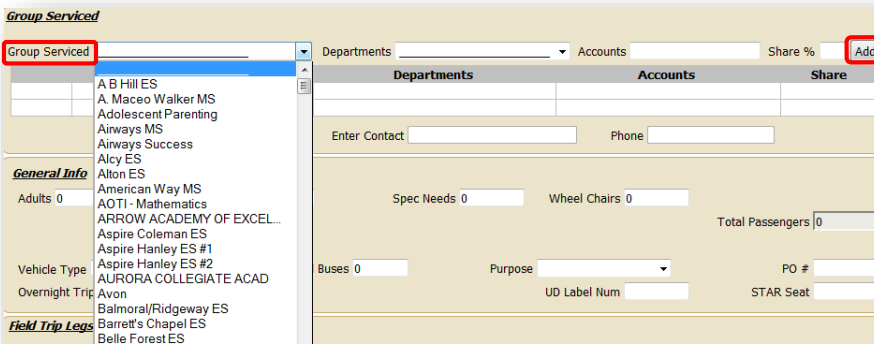 Group Serviced
Group Serviced Departments Accounts Share % Add
Departments Accounts Share
A B Hill ES
A. Maceo Walker MS
Adolescent Parenting
Airways MS
Airways Success
Alcy ES
Alton ES
American Way MS
AOTI - Mathematics
ARROW ACADEMY OF EXCEL...
Aspire Coleman ES
Aspire Hanley ES #1
Aspire Hanley ES #2
AURORA COLLEGIATE ACAD
Avon
Balmoral/Ridgeway ES
Barrett's Chapel ES
Belle Forest ES
Enter Contact Phone
General Info
Adults 0 Spec Needs 0 Wheel Chairs 0
Total Passengers 0
Vehicle Type Buses 0 Purpose PO #
Overnight Trip UD Label Num STAR Seat
Field Trip Legs